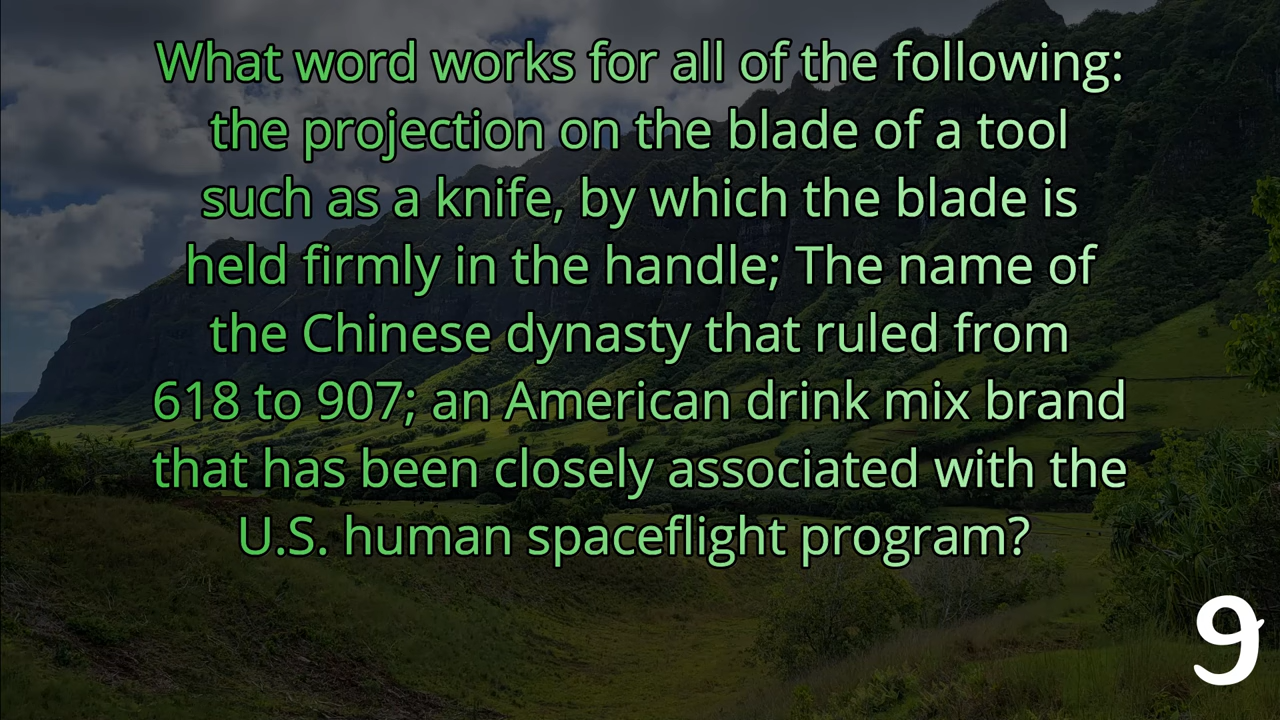 What word works for all of the following:
the projection on the blade of a tool
such as a knife, by which the blade is
held firmly in the handle; The name of
the Chinese dynasty that ruled from
618 to 907; an American drink mix brand
that has been closely associated with the
U.S. human spaceflight program?
9